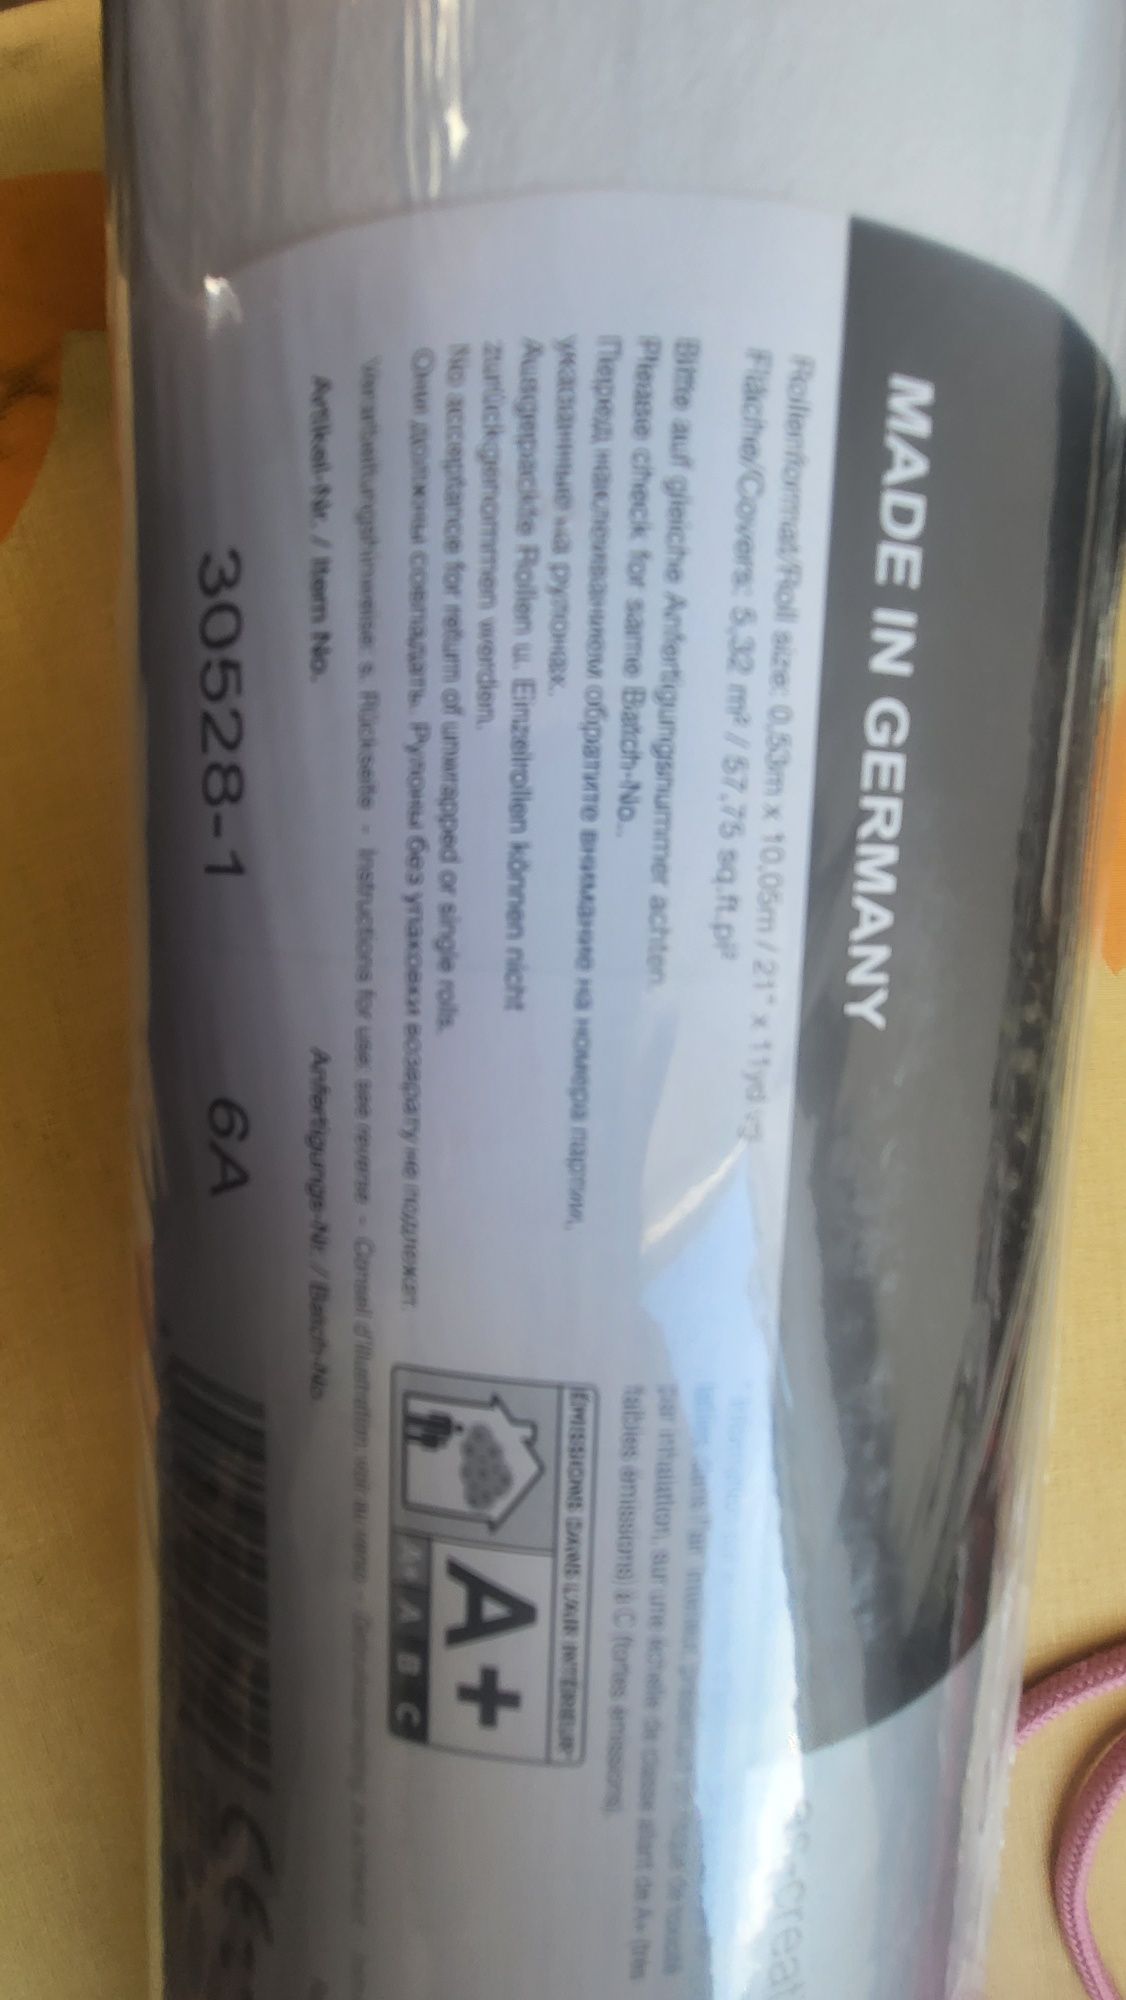 MADE IN GERMANY
Rollenformat/Roll size: 0,53m x 10,05m / 21" x 11yd
Fläche/Covers: 5,32 m² / 57,75 sq.ft.pi²
Bitte auf gleiche Anfertigungsnummer achten.
Please check for same Batch-No..
Перед наклеиванием обратите внимание на номера партии,
указанные на рулонах.
Ausgepackte Rollen u. Einzelrollen können nicht
zurückgenommen werden.
No acceptance for return of unwrapped or single rolls.
Они должны совпадать. Рулоны без упаковки возврату не подлежат.
Verarbeitungshinweise: s. Rückseite - Instructions for use: see reverse - Conseil d'utilisation: voir au verso
Artikel-Nr. / Item No.
Anfertigungs-Nr. / Batch-No.
30528-1
6A
as-creat
par inhalation, sur une échelle de classe allant de A+ (très
faibles émissions) à C (fortes émissions)
ÉMISSIONS DANS L'AIR INTÉRIEUR*
A+
A+ A B C
CE